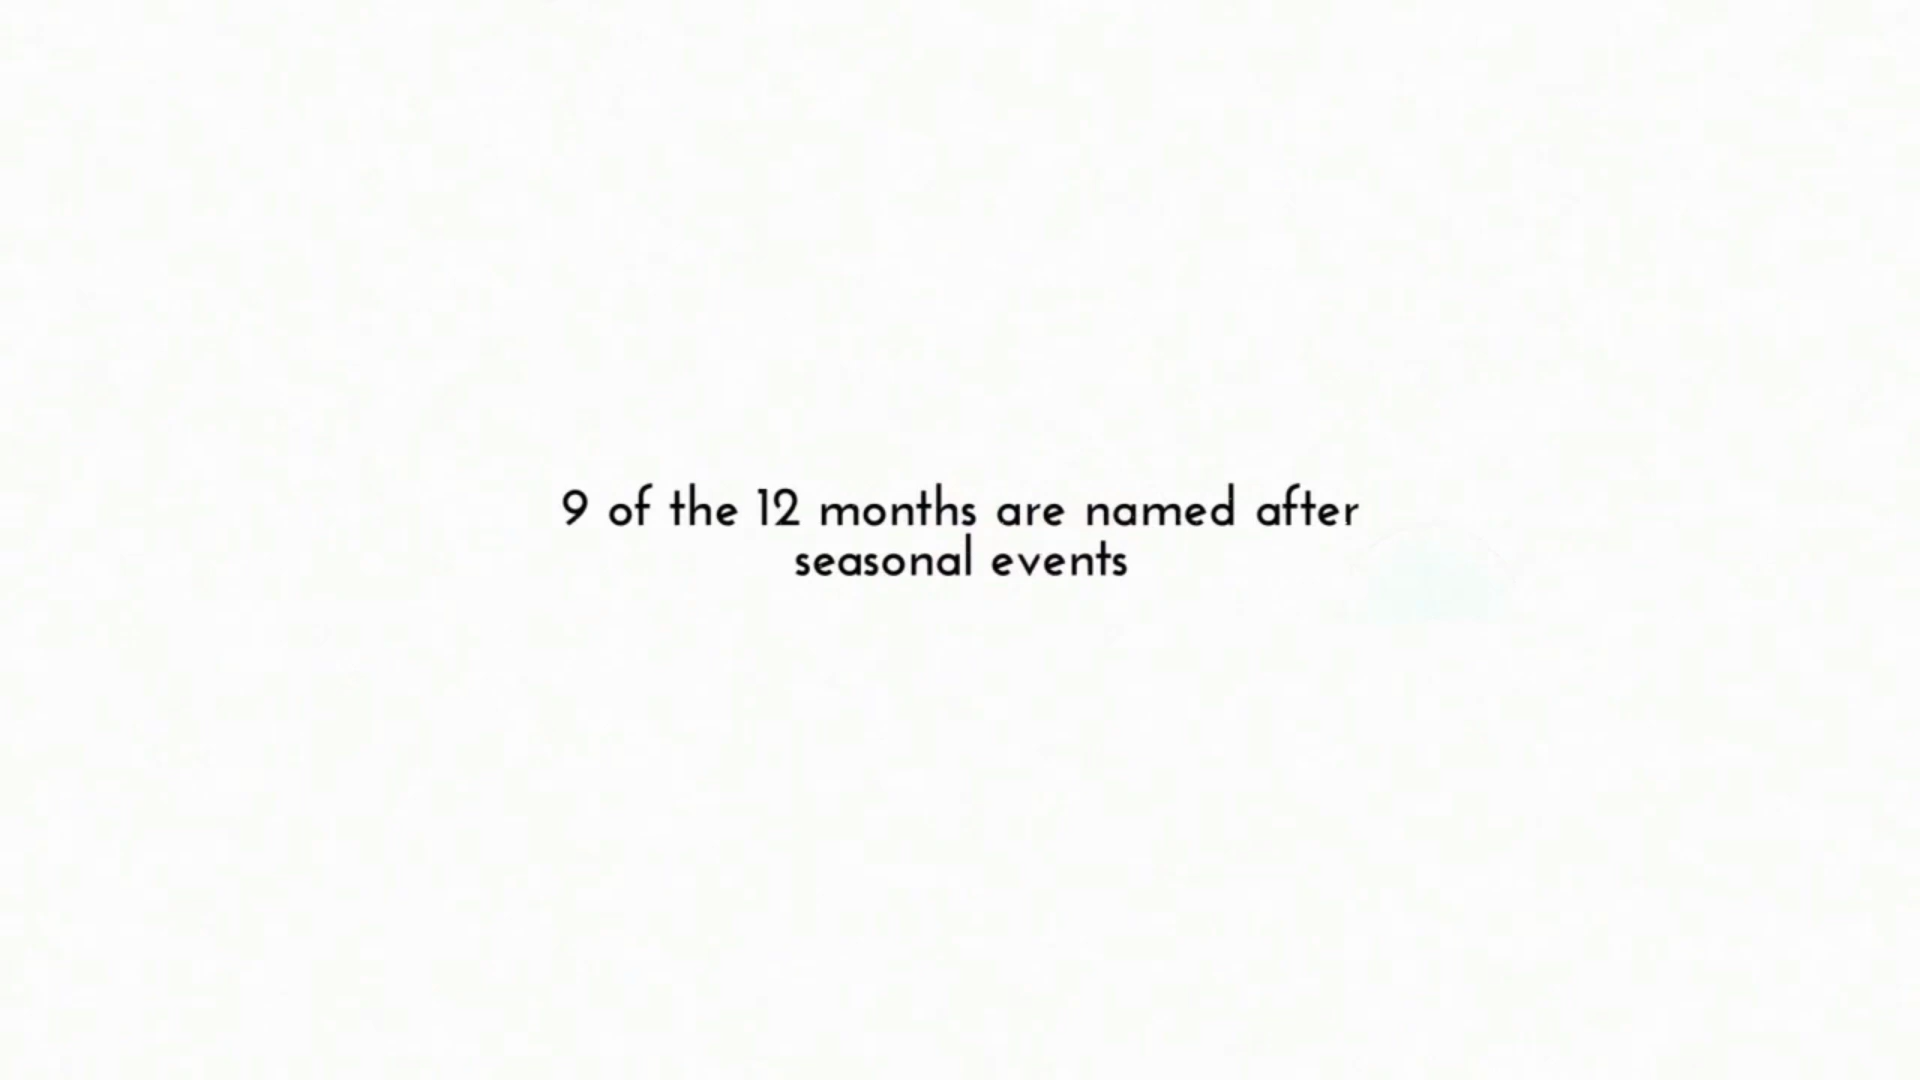 9 of the 12 months are named after
seasonal events